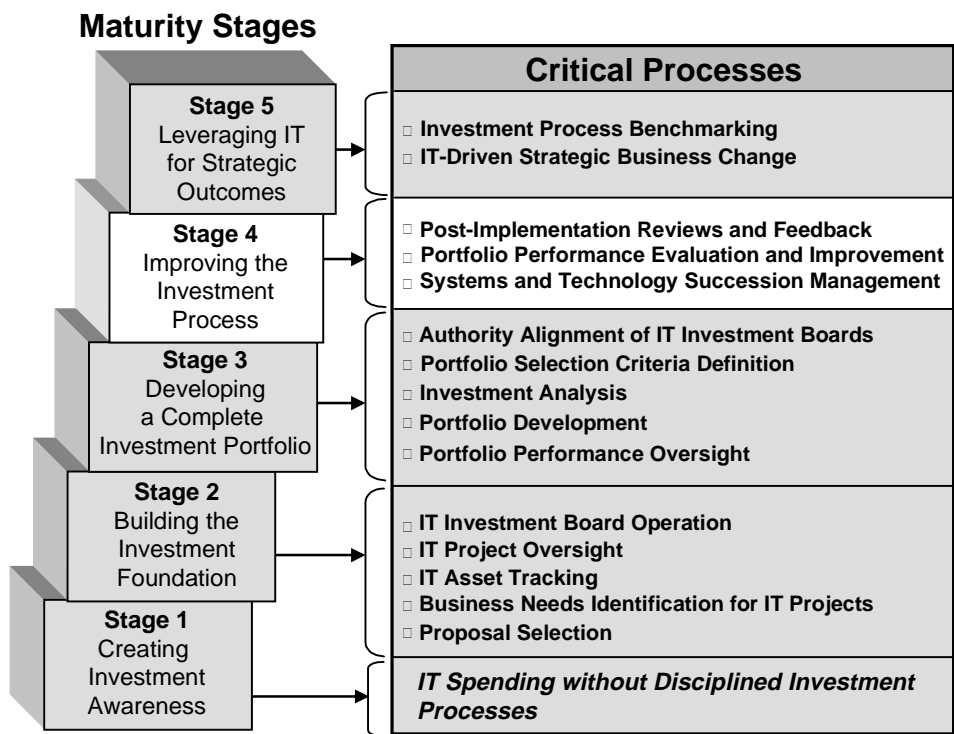 Maturity Stages
Critical Processes
Stage 5
Leveraging IT
for Strategic
Outcomes
□ Investment Process Benchmarking
□ IT-Driven Strategic Business Change
Stage 4
Improving the
Investment
Process
□ Post-Implementation Reviews and Feedback
□ Portfolio Performance Evaluation and Improvement
□ Systems and Technology Succession Management
Stage 3
Developing
a Complete
Investment Portfolio
□ Authority Alignment of IT Investment Boards
□ Portfolio Selection Criteria Definition
□ Investment Analysis
□ Portfolio Development
□ Portfolio Performance Oversight
Stage 2
Building the
Investment
Foundation
□ IT Investment Board Operation
□ IT Project Oversight
□ IT Asset Tracking
□ Business Needs Identification for IT Projects
□ Proposal Selection
Stage 1
Creating
Investment
Awareness
IT Spending without Disciplined Investment
Processes